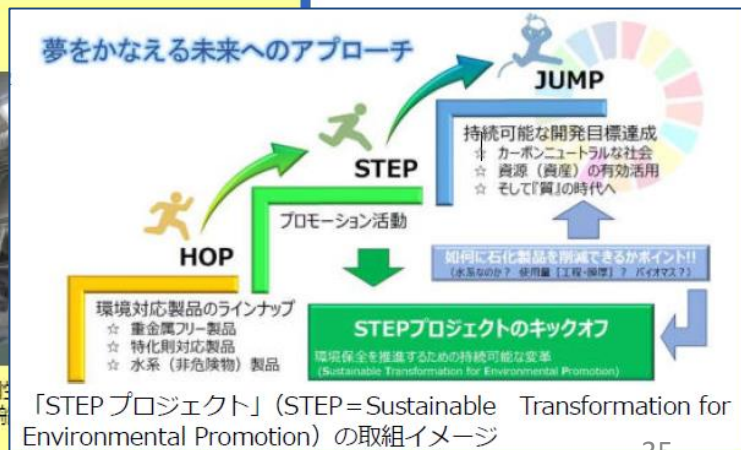 夢をかなえる未来へのアプローチ
JUMP
持続可能な開発目標達成
☆ カーボンニュートラルな社会
☆ 資源（資産）の有効活用
☆ そして『質』の時代へ
STEP
プロモーション活動
HOP
環境対応製品のラインナップ
☆ 重金属フリー製品
☆ 特化則対応製品
☆ 水系（非危険物）製品
如何に石化製品を削減できるかポイント!!
（水系なのか？ 使用量［工程・膜厚］？ バイオマス？）
STEPプロジェクトのキックオフ
環境保全を推進するための持続可能な変革
(Sustainable Transformation for Environmental Promotion)
「STEPプロジェクト」（STEP＝Sustainable Transformation for
Environmental Promotion）の取組イメージ